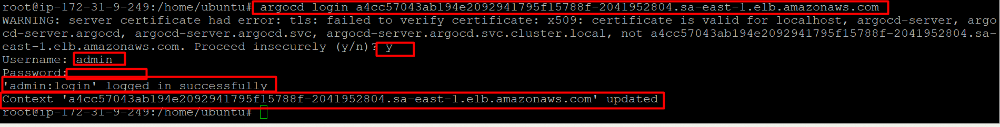 root@ip-172-31-9-249:/home/ubuntu# argocd login a4cc57043ab194e2092941795f15788f-2041952804.sa-east-1.elb.amazonaws.com
WARNING: server certificate had error: tls: failed to verify certificate: x509: certificate is valid for localhost, argocd-server, argo
cd-server.argocd, argocd-server.argocd.svc, argocd-server.argocd.svc.cluster.local, not a4cc57043ab194e2092941795f15788f-2041952804.sa-
east-1.elb.amazonaws.com. Proceed insecurely (y/n)? y
Username: admin
Password:
'admin:login' logged in successfully
Context 'a4cc57043ab194e2092941795f15788f-2041952804.sa-east-1.elb.amazonaws.com' updated
root@ip-172-31-9-249:/home/ubuntu#